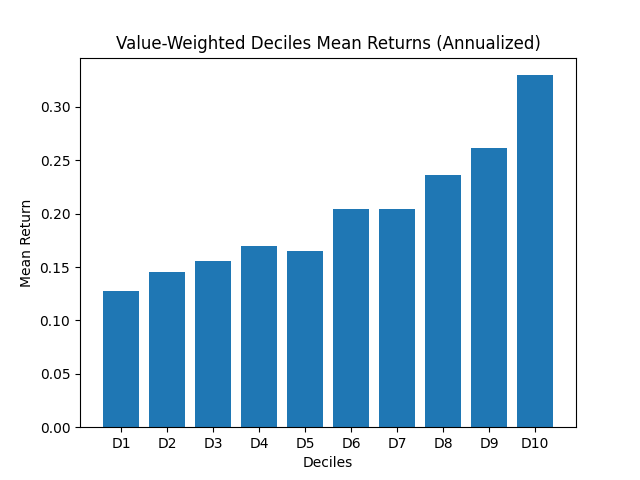 Value-Weighted Deciles Mean Returns (Annualized)
0.30
0.25
0.20
0.15
0.10
0.05
0.00
Mean Return
D1 D2 D3 D4 D5 D6 D7 D8 D9 D10
Deciles